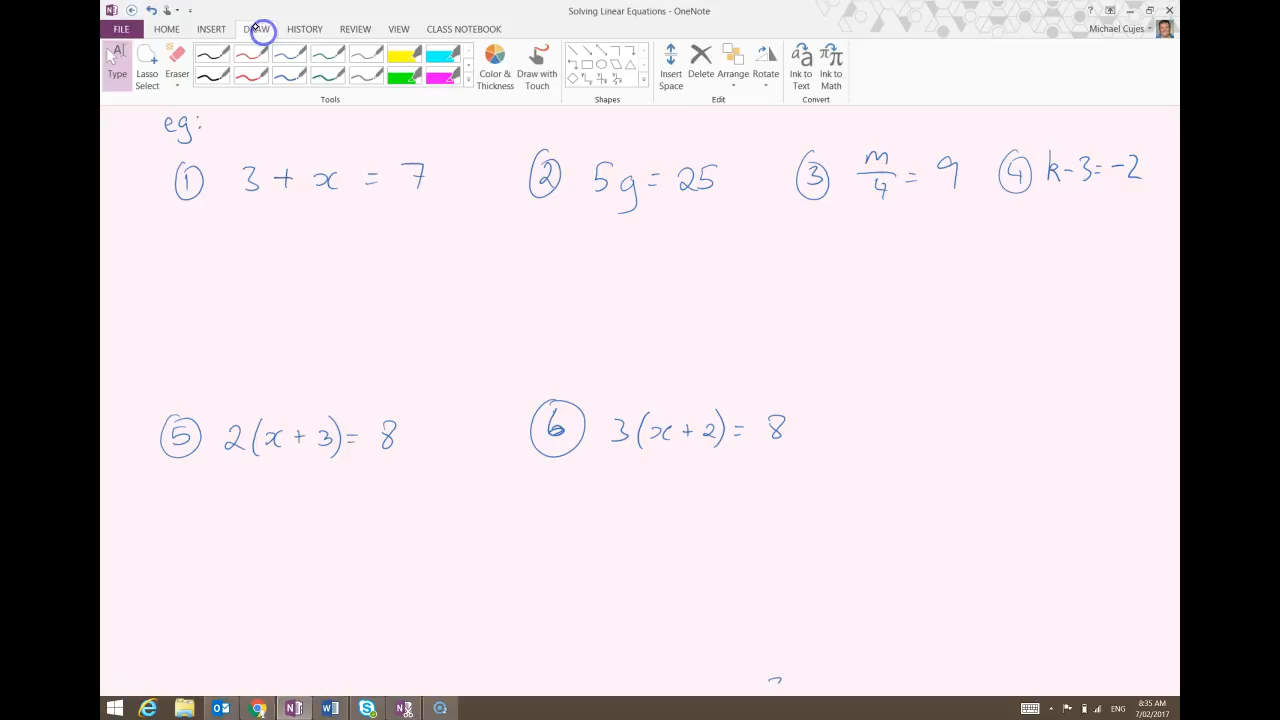 Solving Linear Equations - OneNote
?
FILE HOME INSERT DRAW HISTORY REVIEW VIEW CLASS NOTEBOOK
Michael Cujes
Type
Lasso Select
Eraser
Color & Thickness
Draw with Touch
Insert Space
Delete
Arrange
Rotate
Ink to Text
Ink to Math
Tools
Shapes
Edit
Convert
eg:
① 3 + x = 7
② 5g = 25
③ m/4 = 9
④ k - 3 = -2
⑤ 2(x + 3) = 8
⑥ 3(x + 2) = 8
ENG
8:35 AM
7/02/2017